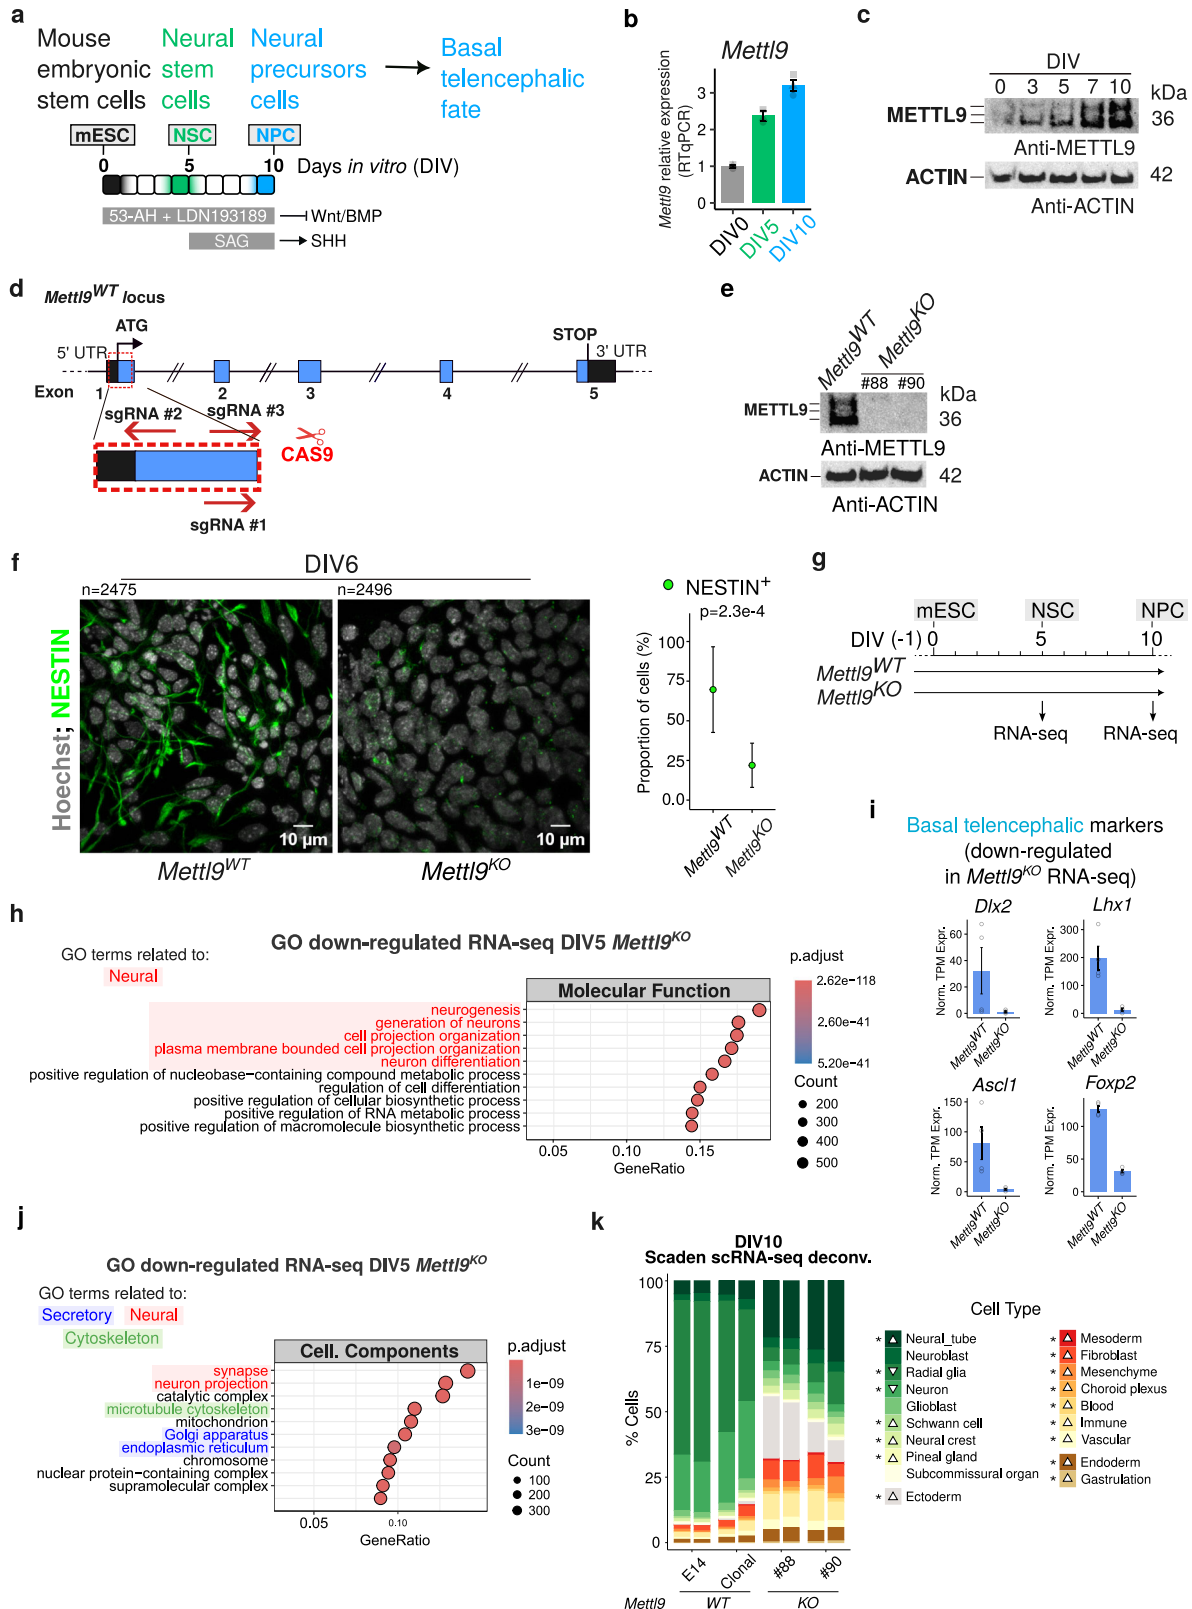 a
Mouse
embryonic
stem cells
Neural
stem
cells
Neural
precursors
cells
Basal
telencephalic
fate
mESC
NSC
NPC
0
5
10
Days in vitro (DIV)
53-AH + LDN193189
Wnt/BMP
SAG
SHH
b
Mettl9
Mettl9 relative expression
(RTqPCR)
3
2
1
0
DIV0
DIV5
DIV10
c
DIV
0 3 5 7 10
kDa
METTL9
36
Anti-METTL9
ACTIN
42
Anti-ACTIN
d
Mettl9WT locus
ATG
5' UTR
STOP
3' UTR
Exon
1
2
3
4
5
sgRNA #2
sgRNA #3
CAS9
sgRNA #1
e
Mettl9WT
Mettl9KO
#88 #90
kDa
METTL9
36
Anti-METTL9
ACTIN
42
Anti-ACTIN
f
DIV6
n=2475
n=2496
Hoechst; NESTIN
10 µm
10 µm
Mettl9WT
Mettl9KO
NESTIN+
p=2.3e-4
Proportion of cells (%)
100
75
50
25
0.0
Mettl9WT
Mettl9KO
g
mESC
NSC
NPC
DIV (-1) 0
5
10
Mettl9WT
Mettl9KO
RNA-seq
RNA-seq
h
GO down-regulated RNA-seq DIV5 Mettl9KO
GO terms related to:
Neural
Molecular Function
neurogenesis
generation of neurons
cell projection organization
plasma membrane bounded cell projection organization
neuron differentiation
positive regulation of nucleobase−containing compound metabolic process
regulation of cell differentiation
positive regulation of cellular biosynthetic process
positive regulation of RNA metabolic process
positive regulation of macromolecule biosynthetic process
0.05
0.10
0.15
GeneRatio
p.adjust
2.62e-118
2.60e-41
5.20e-41
Count
200
300
400
500
i
Basal telencephalic markers
(down-regulated
in Mettl9KO RNA-seq)
Dlx2
Norm. TPM Expr.
60
40
20
0
Mettl9WT
Mettl9KO
Lhx1
Norm. TPM Expr.
300
200
100
0
Mettl9WT
Mettl9KO
Ascl1
Norm. TPM Expr.
150
100
50
0
Mettl9WT
Mettl9KO
Foxp2
Norm. TPM Expr.
100
50
0
Mettl9WT
Mettl9KO
j
GO down-regulated RNA-seq DIV5 Mettl9KO
GO terms related to:
Secretory
Neural
Cytoskeleton
Cell. Components
synapse
neuron projection
catalytic complex
microtubule cytoskeleton
mitochondrion
Golgi apparatus
endoplasmic reticulum
chromosome
nuclear protein−containing complex
supramolecular complex
0.05
0.10
GeneRatio
p.adjust
1e−09
2e−09
3e−09
Count
100
200
300
k
DIV10
Scaden scRNA-seq deconv.
% Cells
100
75
50
25
0
E14
Clonal
#88
#90
Mettl9
WT
KO
Cell Type
* Neural_tube
Neuroblast
* Radial glia
* Neuron
Glioblast
* Schwann cell
* Neural crest
* Pineal gland
Subcommissural organ
* Ectoderm
* Mesoderm
* Fibroblast
* Mesenchyme
* Choroid plexus
* Blood
* Immune
* Vascular
* Endoderm
* Gastrulation